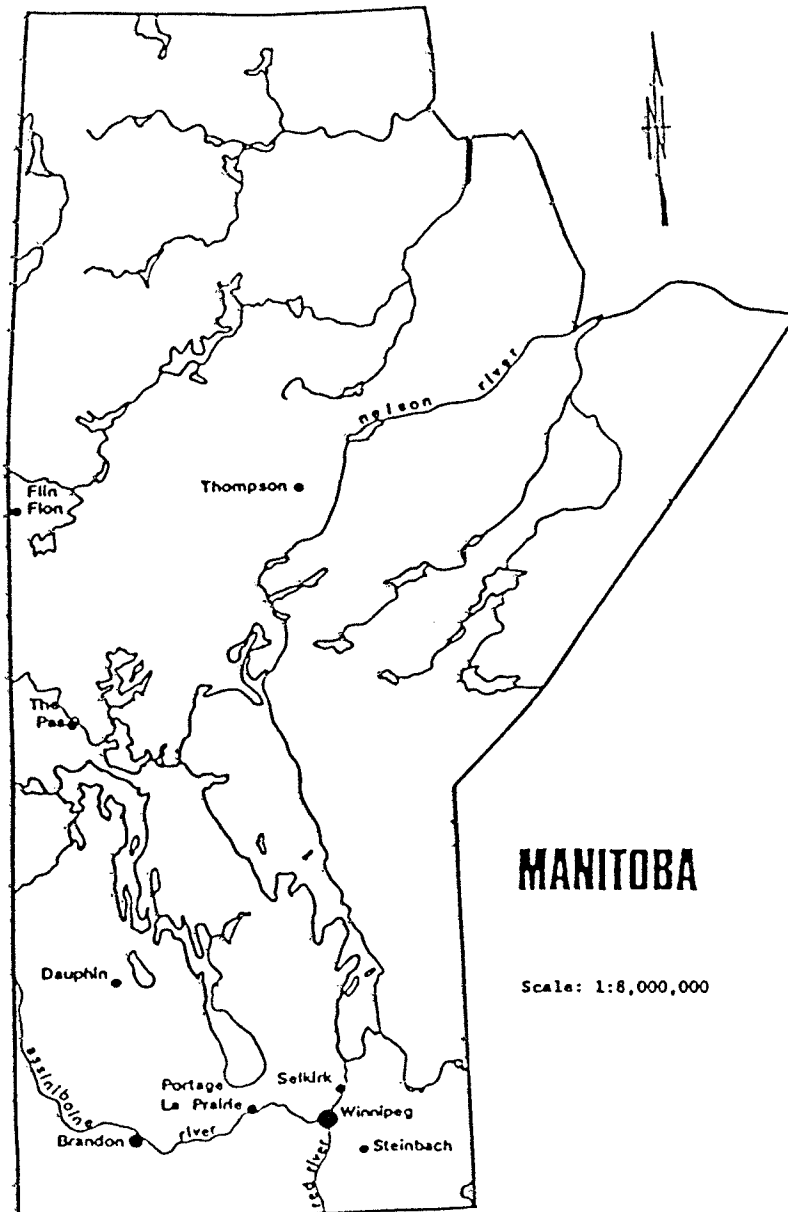 N
nelson river
Thompson
Flin
Flon
The
Pas
MANITOBA
Dauphin
Scale: 1:8,000,000
assiniboine river
Portage
La Prairie
Selkirk
Winnipeg
Brandon
Steinbach
red river